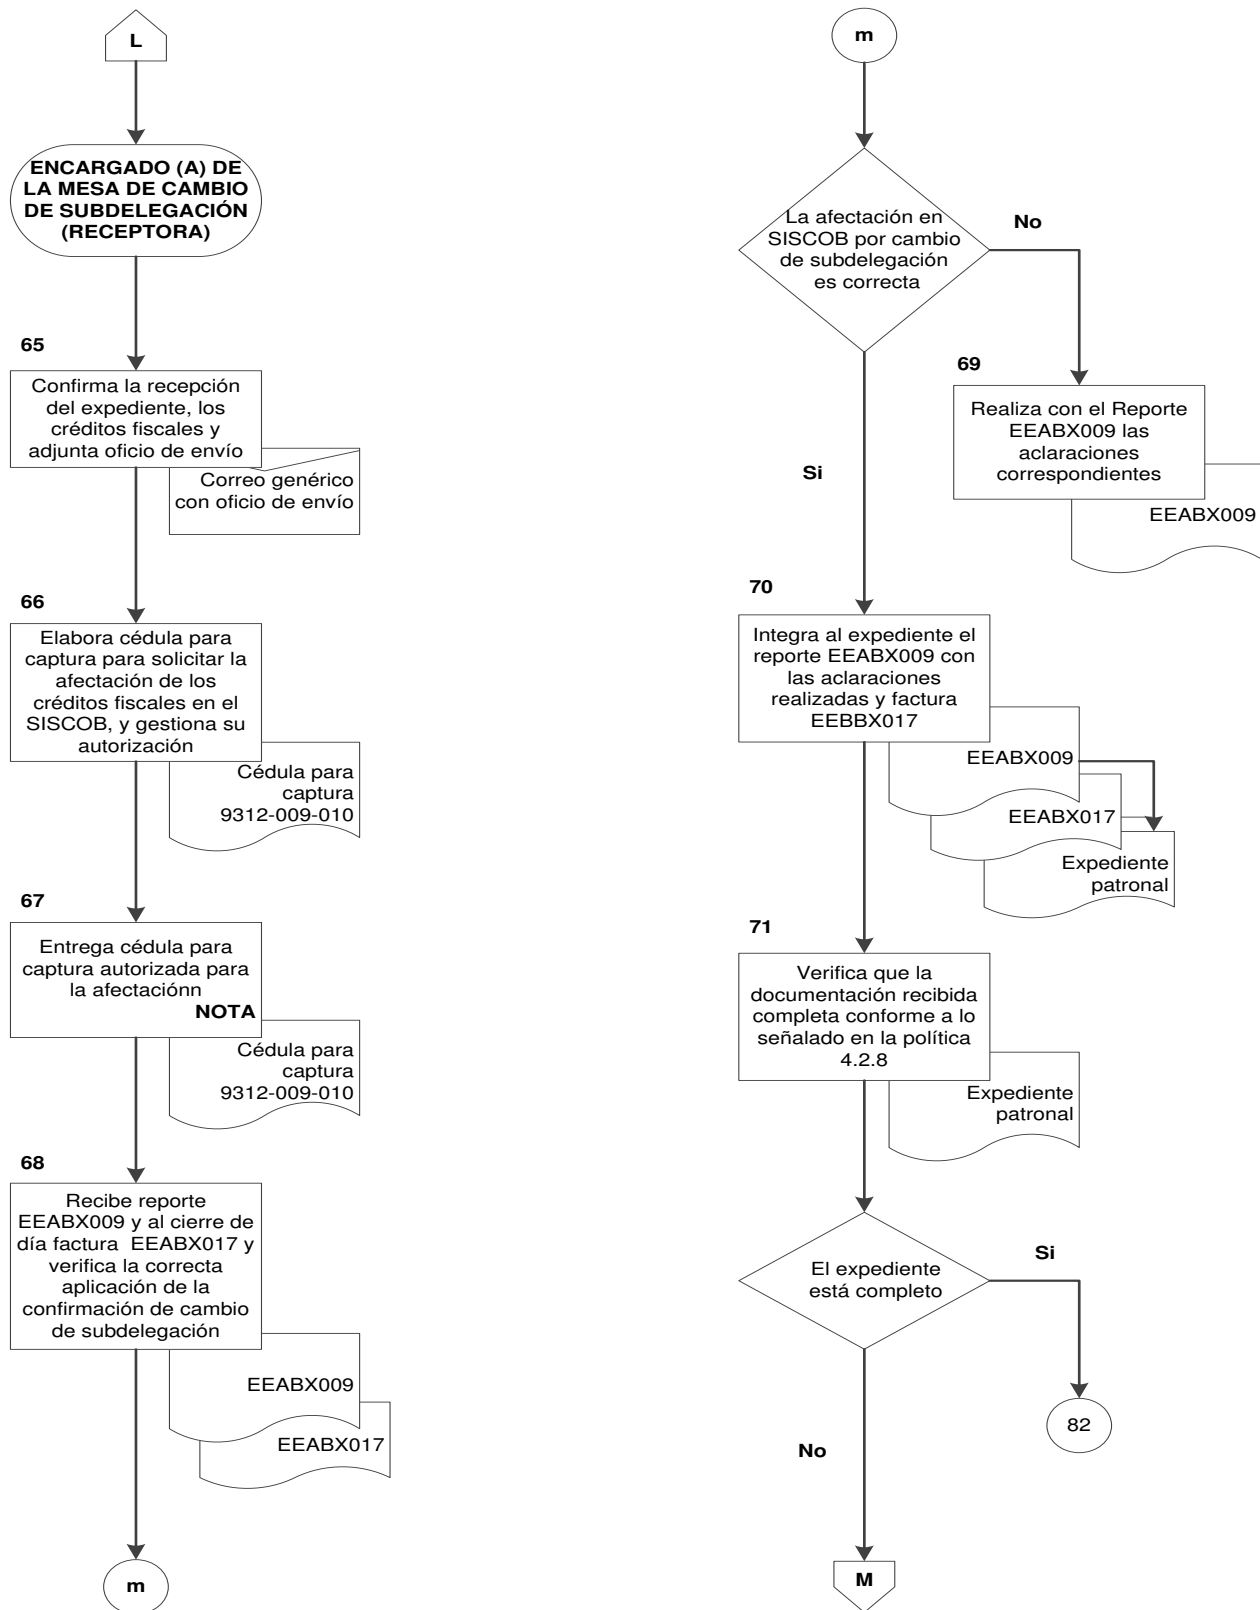 L
ENCARGADO (A) DE
LA MESA DE CAMBIO
DE SUBDELEGACIÓN
(RECEPTORA)
65
Confirma la recepción
del expediente, los
créditos fiscales y
adjunta oficio de envío
Correo genérico
con oficio de envío
66
Elabora cédula para
captura para solicitar la
afectación de los
créditos fiscales en el
SISCOB, y gestiona su
autorización
Cédula para
captura
9312-009-010
67
Entrega cédula para
captura autorizada para
la afectaciónn
NOTA
Cédula para
captura
9312-009-010
68
Recibe reporte
EEABX009 y al cierre de
día factura EEABX017 y
verifica la correcta
aplicación de la
confirmación de cambio
de subdelegación
EEABX009
EEABX017
m
m
La afectación en
SISCOB por cambio
de subdelegación
es correcta
No
69
Realiza con el Reporte
EEABX009 las
aclaraciones
correspondientes
EEABX009
Si
70
Integra al expediente el
reporte EEABX009 con
las aclaraciones
realizadas y factura
EEBBX017
EEABX009
EEABX017
Expediente
patronal
71
Verifica que la
documentación recibida
completa conforme a lo
señalado en la política
4.2.8
Expediente
patronal
El expediente
está completo
Si
82
No
M